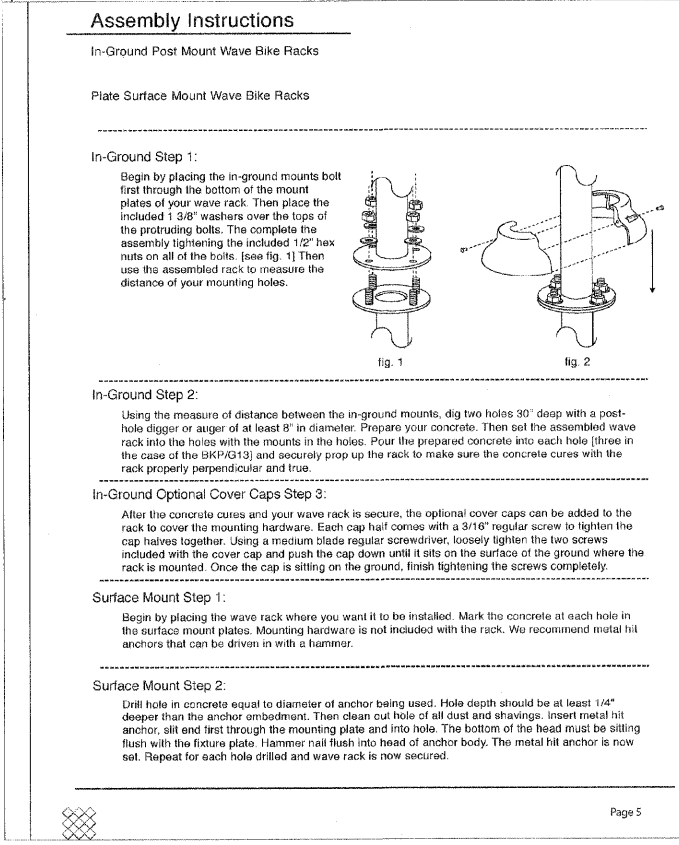 Assembly Instructions
In-Ground Post Mount Wave Bike Racks
Plate Surface Mount Wave Bike Racks
In-Ground Step 1:
Begin by placing the in-ground mounts bolt
first through the bottom of the mount
plates of your wave rack. Then place the
included 1 3/8" washers over the tops of
the protruding bolts. The complete the
assembly tightening the included 1/2" hex
nuts on all of the bolts. [see fig. 1] Then
use the assembled rack to measure the
distance of your mounting holes.
fig. 1
fig. 2
In-Ground Step 2:
Using the measure of distance between the in-ground mounts, dig two holes 30" deep with a post-
hole digger or auger of at least 8" in diameter. Prepare your concrete. Then set the assembled wave
rack into the holes with the mounts in the holes. Pour the prepared concrete into each hole [three in
the case of the BKP/G13] and securely prop up the rack to make sure the concrete cures with the
rack properly perpendicular and true.
In-Ground Optional Cover Caps Step 3:
After the concrete cures and your wave rack is secure, the optional cover caps can be added to the
rack to cover the mounting hardware. Each cap half comes with a 3/16" regular screw to tighten the
cap halves together. Using a medium blade regular screwdriver, loosely tighten the two screws
included with the cover cap and push the cap down until it sits on the surface of the ground where the
rack is mounted. Once the cap is sitting on the ground, finish tightening the screws completely.
Surface Mount Step 1:
Begin by placing the wave rack where you want it to be installed. Mark the concrete at each hole in
the surface mount plates. Mounting hardware is not included with the rack. We recommend metal hit
anchors that can be driven in with a hammer.
Surface Mount Step 2:
Drill hole in concrete equal to diameter of anchor being used. Hole depth should be at least 1/4"
deeper than the anchor embedment. Then clean out hole of all dust and shavings. Insert metal hit
anchor, slit end first through the mounting plate and into hole. The bottom of the head must be sitting
flush with the fixture plate. Hammer nail flush into head of anchor body. The metal hit anchor is now
set. Repeat for each hole drilled and wave rack is now secured.
Page 5